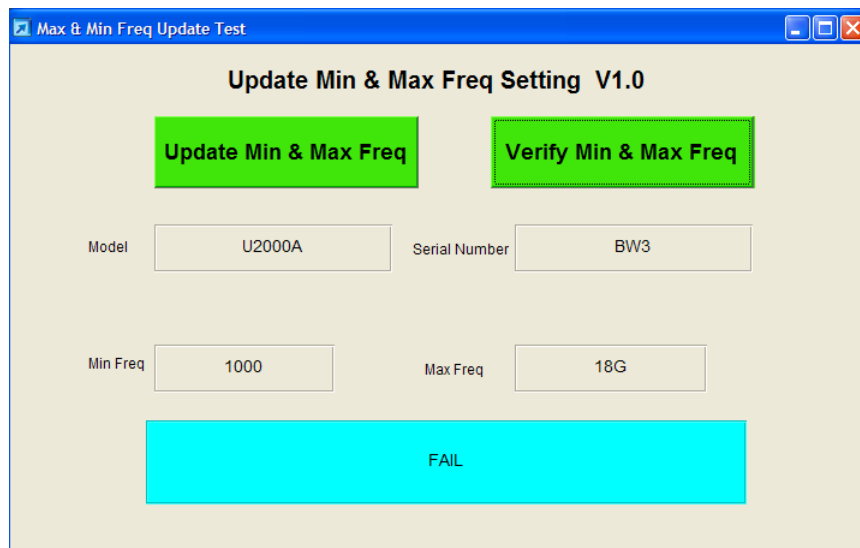 Max & Min Freq Update Test
Update Min & Max Freq Setting V1.0
Update Min & Max Freq
Verify Min & Max Freq
Model
U2000A
Serial Number
BW3
Min Freq
1000
Max Freq
18G
FAIL